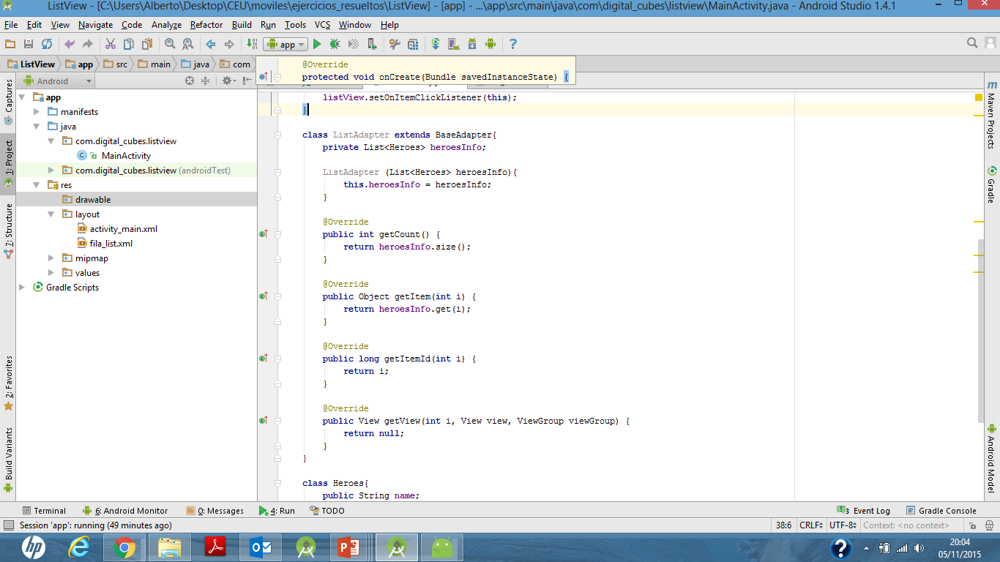 ListView - [C:\Users\Alberto\Desktop\CEU\moviles\ejercicios_resueltos\ListView] - [app] - ...\app\src\main\java\com\digital_cubes\listview\MainActivity.java - Android Studio 1.4.1
File Edit View Navigate Code Analyze Refactor Build Run Tools VCS Window Help
app
ListView app src main java com
Android
app
manifests
java
com.digital_cubes.listview
MainActivity
com.digital_cubes.listview (androidTest)
res
drawable
layout
activity_main.xml
fila_list.xml
mipmap
values
Gradle Scripts
Captures
1: Project
7: Structure
2: Favorites
Build Variants
@Override
protected void onCreate(Bundle savedInstanceState) {
listView.setOnItemClickListener(this);
}
class ListAdapter extends BaseAdapter{
private List<Heroes> heroesInfo;
ListAdapter (List<Heroes> heroesInfo){
this.heroesInfo = heroesInfo;
}
@Override
public int getCount() {
return heroesInfo.size();
}
@Override
public Object getItem(int i) {
return heroesInfo.get(i);
}
@Override
public long getItemId(int i) {
return i;
}
@Override
public View getView(int i, View view, ViewGroup viewGroup) {
return null;
}
}
class Heroes{
public String name;
Maven Projects
Gradle
Android Model
Terminal 6: Android Monitor 0: Messages 4: Run TODO 3 Event Log Gradle Console
Session 'app': running (49 minutes ago) 38:6 CRLF UTF-8 Context: <no context>
20:04
05/11/2015